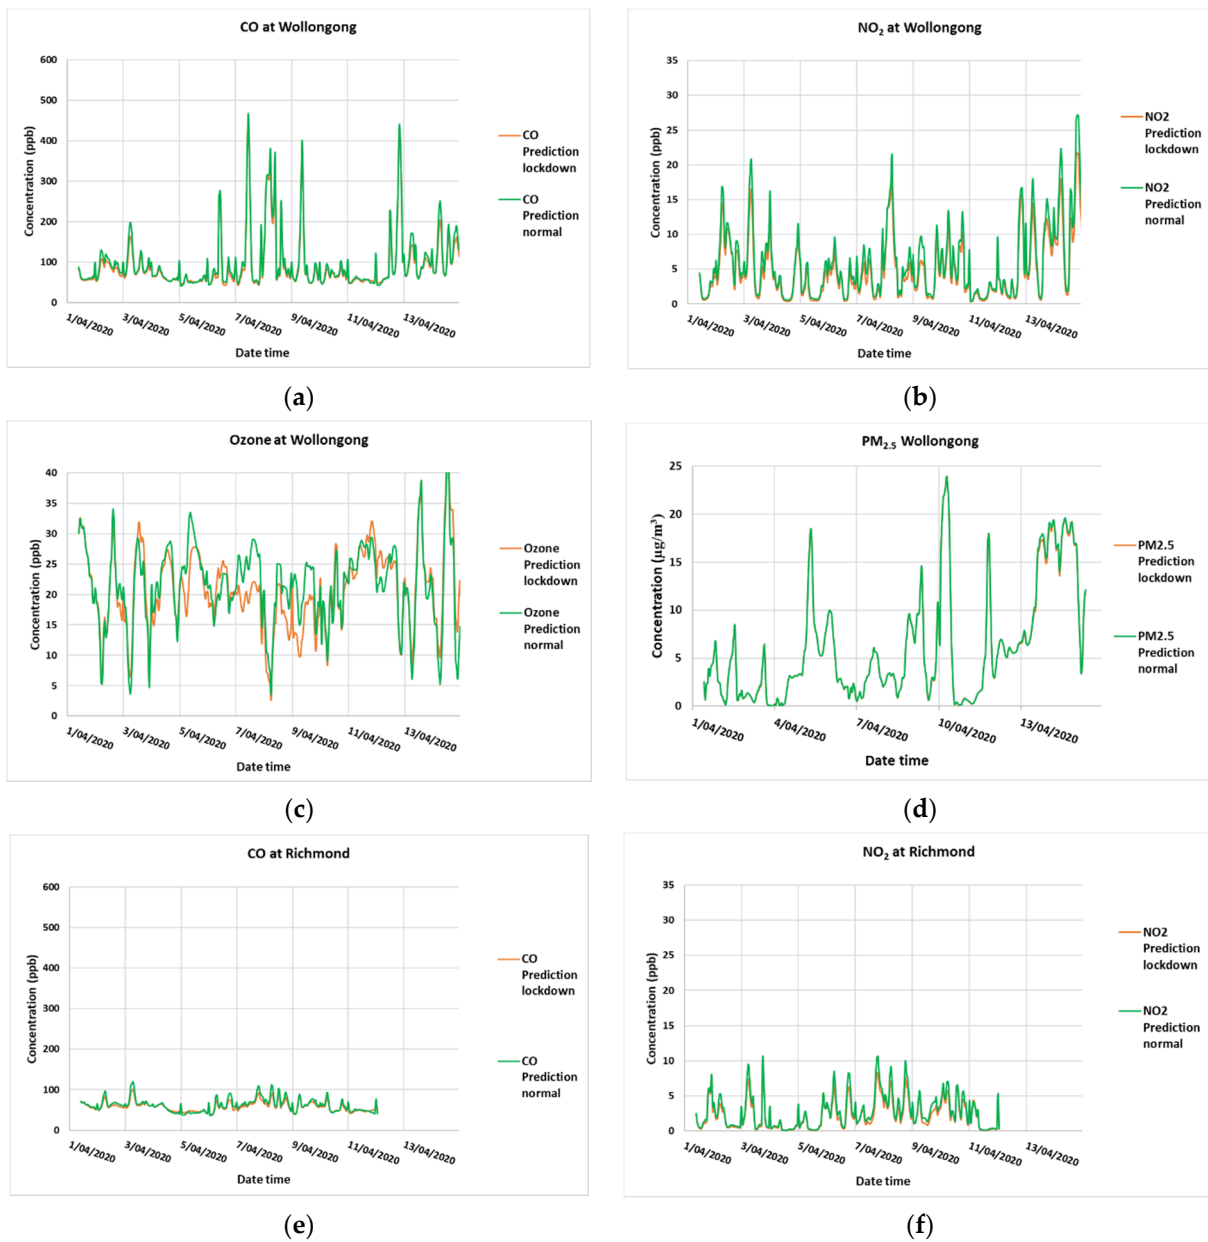 CO at Wollongong
600
500
400
300
200
100
0
Concentration (ppb)
1/04/2020
3/04/2020
5/04/2020
7/04/2020
9/04/2020
11/04/2020
13/04/2020
Date time
CO
Prediction
lockdown
CO
Prediction
normal
(a)
NO2 at Wollongong
35
30
25
20
15
10
5
0
Concentration (ppb)
1/04/2020
3/04/2020
5/04/2020
7/04/2020
9/04/2020
11/04/2020
13/04/2020
Date time
NO2
Prediction
lockdown
NO2
Prediction
normal
(b)
Ozone at Wollongong
40
35
30
25
20
15
10
5
0
Concentration (ppb)
1/04/2020
3/04/2020
5/04/2020
7/04/2020
9/04/2020
11/04/2020
13/04/2020
Date time
Ozone
Prediction
lockdown
Ozone
Prediction
normal
(c)
PM2.5 Wollongong
25
20
15
10
5
0
Concentration (µg/m³)
1/04/2020
4/04/2020
7/04/2020
10/04/2020
13/04/2020
Date time
PM2.5
Prediction
lockdown
PM2.5
Prediction
normal
(d)
CO at Richmond
600
500
400
300
200
100
0
Concentration (ppb)
1/04/2020
3/04/2020
5/04/2020
7/04/2020
9/04/2020
11/04/2020
13/04/2020
Date time
CO
Prediction
lockdown
CO
Prediction
normal
(e)
NO2 at Richmond
35
30
25
20
15
10
5
0
Concentration (ppb)
1/04/2020
3/04/2020
5/04/2020
7/04/2020
9/04/2020
11/04/2020
13/04/2020
Date time
NO2
Prediction
lockdown
NO2
Prediction
normal
(f)